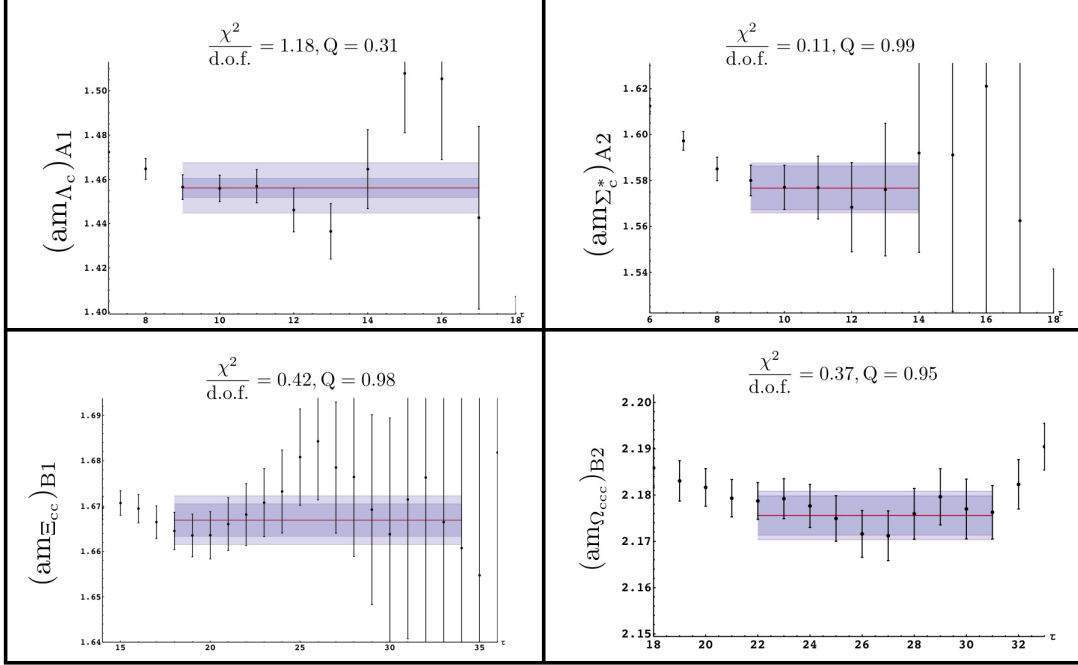 χ²/d.o.f. = 1.18, Q = 0.31
(am_Λc)A1
1.50
1.48
1.46
1.44
1.42
1.40
8 10 12 14 16 18 τ
χ²/d.o.f. = 0.11, Q = 0.99
(am_Σ*c)A2
1.62
1.60
1.58
1.56
1.54
6 8 10 12 14 16 18 τ
χ²/d.o.f. = 0.42, Q = 0.98
(am_Ξcc)B1
1.69
1.68
1.67
1.66
1.65
1.64
15 20 25 30 35 τ
χ²/d.o.f. = 0.37, Q = 0.95
(am_Ωccc)B2
2.20
2.19
2.18
2.17
2.16
2.15
18 20 22 24 26 28 30 32 τ